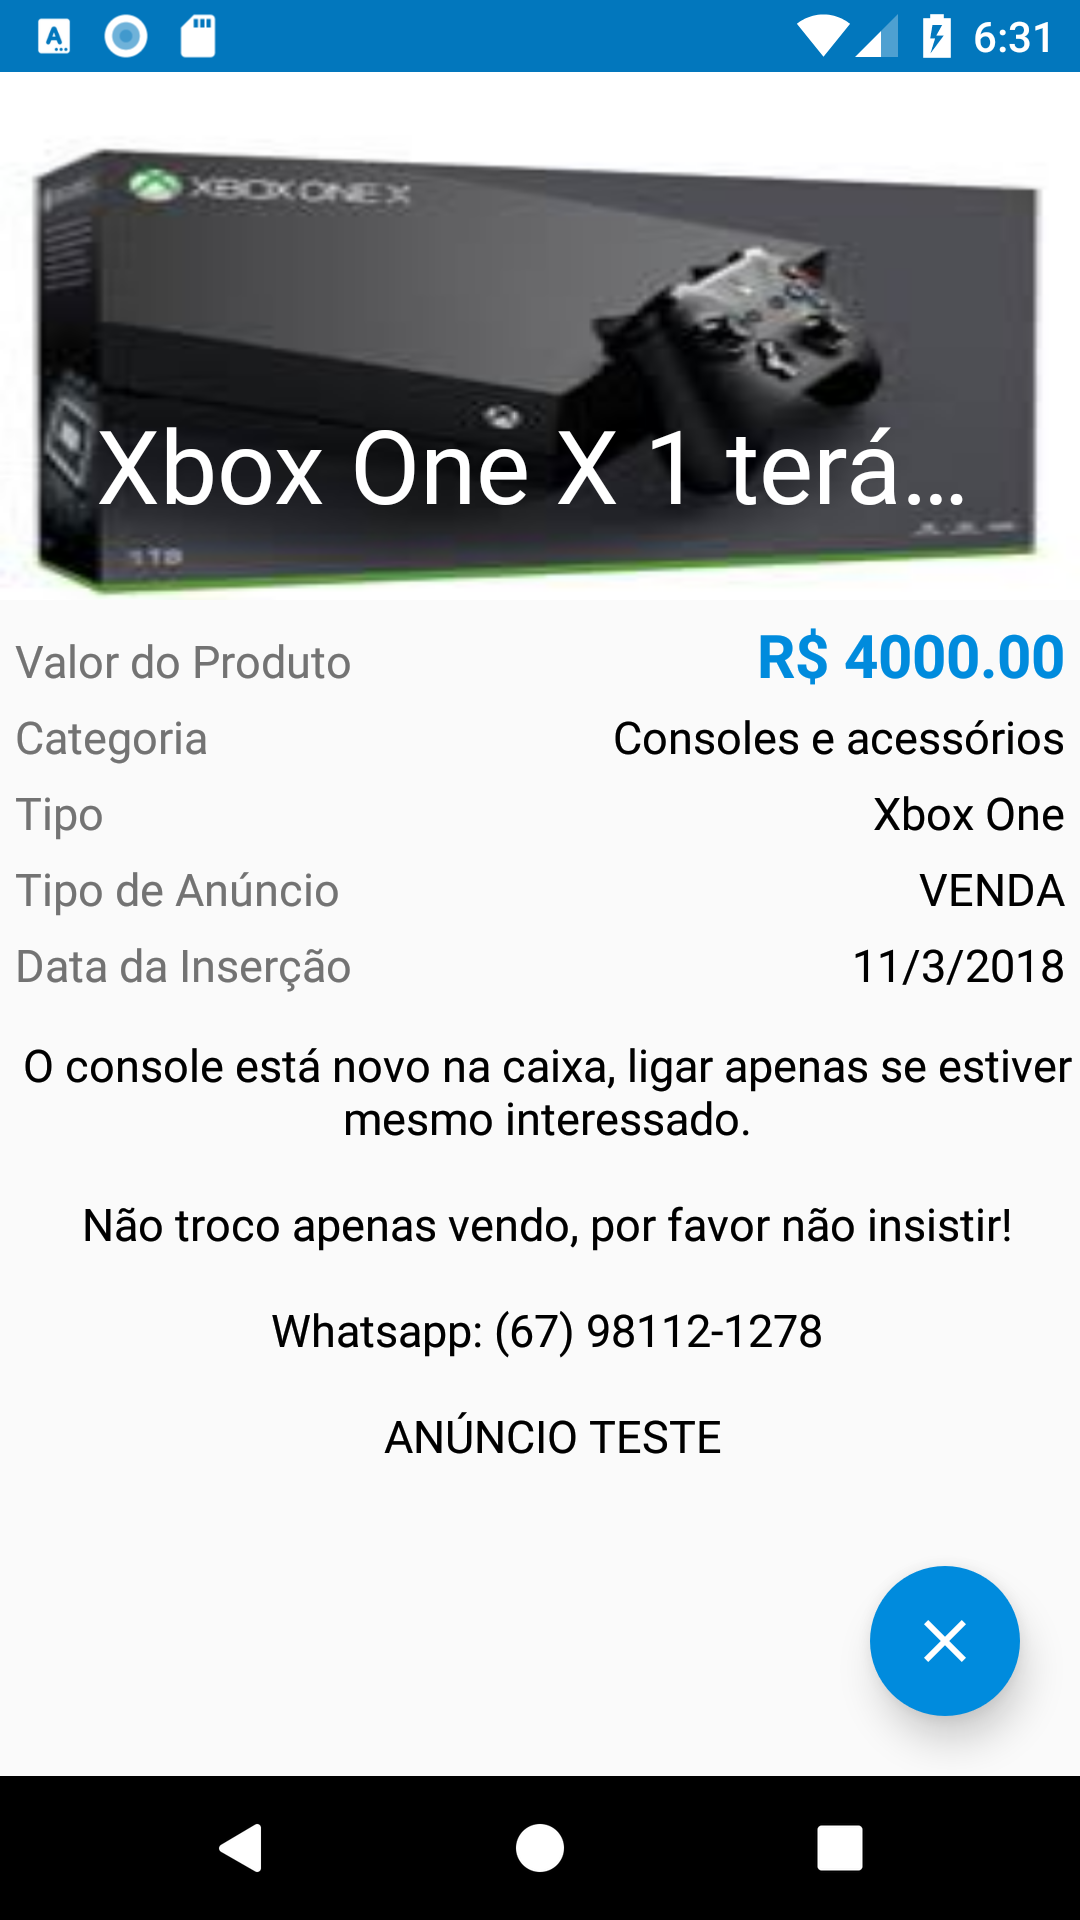 6:31
XBOX ONE X
Xbox One X 1 terá...
1TB
Valor do Produto
R$ 4000.00
Categoria
Consoles e acessórios
Tipo
Xbox One
Tipo de Anúncio
VENDA
Data da Inserção
11/3/2018
O console está novo na caixa, ligar apenas se estiver
mesmo interessado.
Não troco apenas vendo, por favor não insistir!
Whatsapp: (67) 98112-1278
ANÚNCIO TESTE